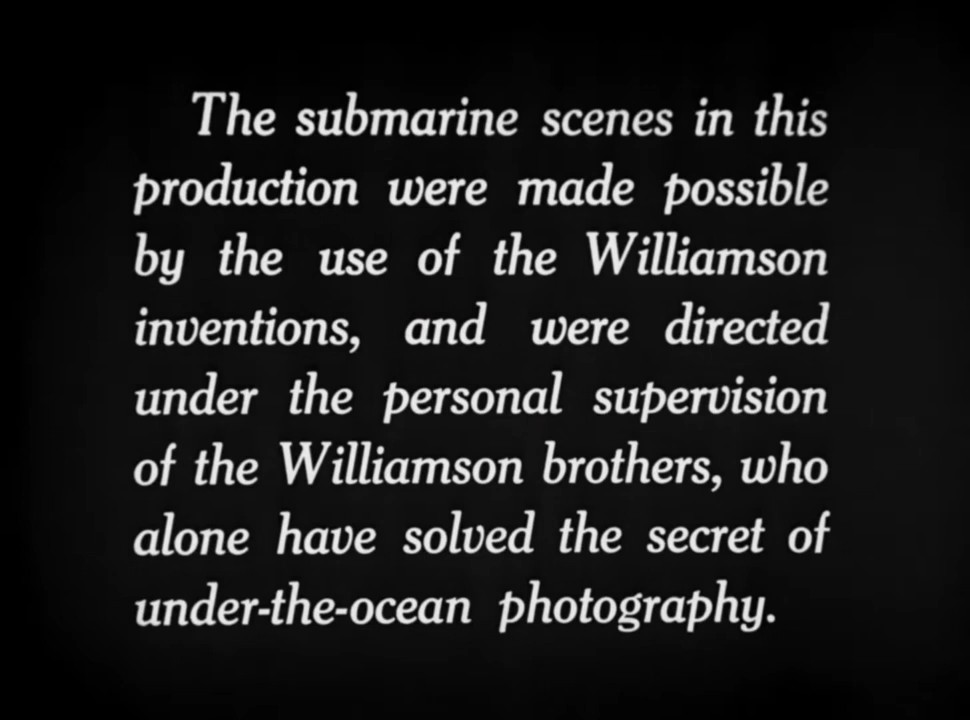 The submarine scenes in this
production were made possible
by the use of the Williamson
inventions, and were directed
under the personal supervision
of the Williamson brothers, who
alone have solved the secret of
under-the-ocean photography.